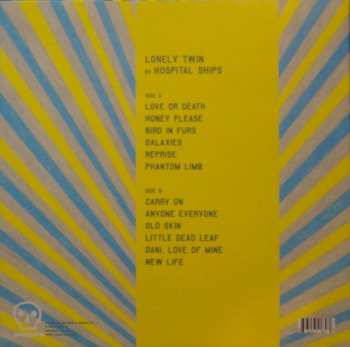 LONELY TWIN
BY HOSPITAL SHIPS
SIDE A
LOVE OR DEATH
HONEY PLEASE
BIRD IN FURS
GALAXIES
REPRISE
PHANTOM LIMB
SIDE B
CARRY ON
ANYONE EVERYONE
OLD SKIN
LITTLE DEAD LEAF
DANI, LOVE OF MINE
NEW LIFE